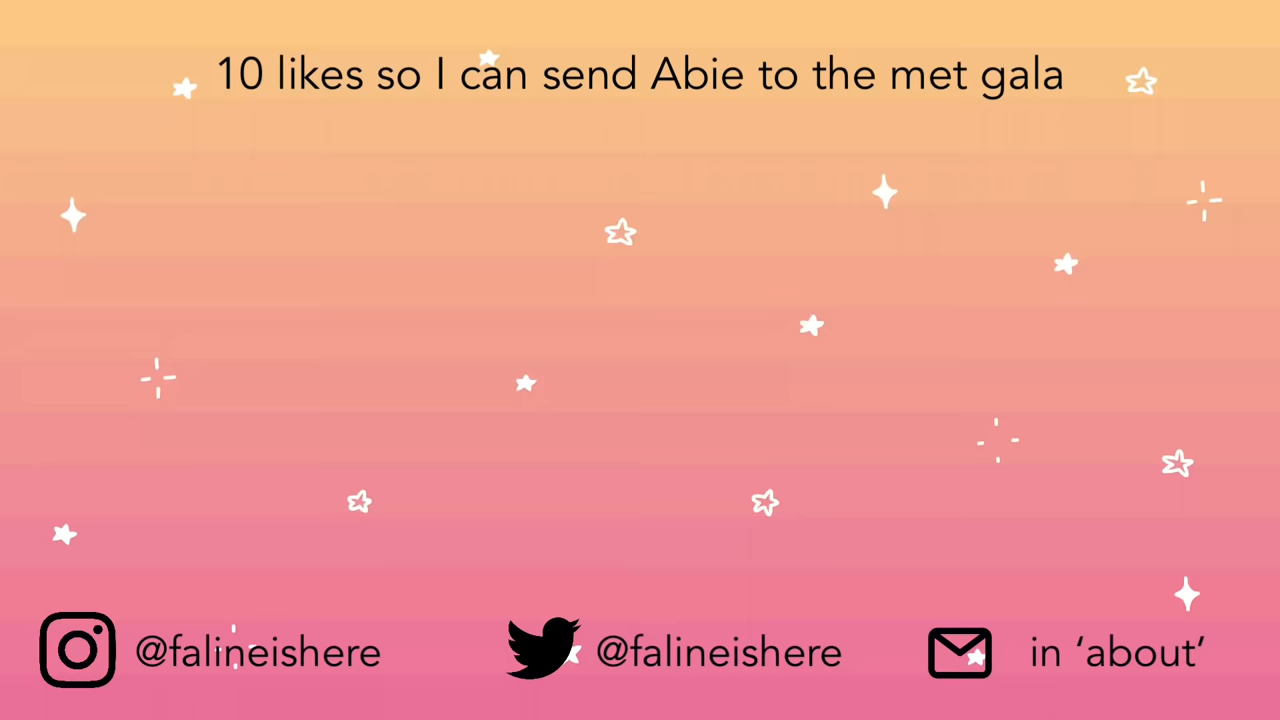 10 likes so I can send Abie to the met gala
@falineishere @falineishere in ‘about’